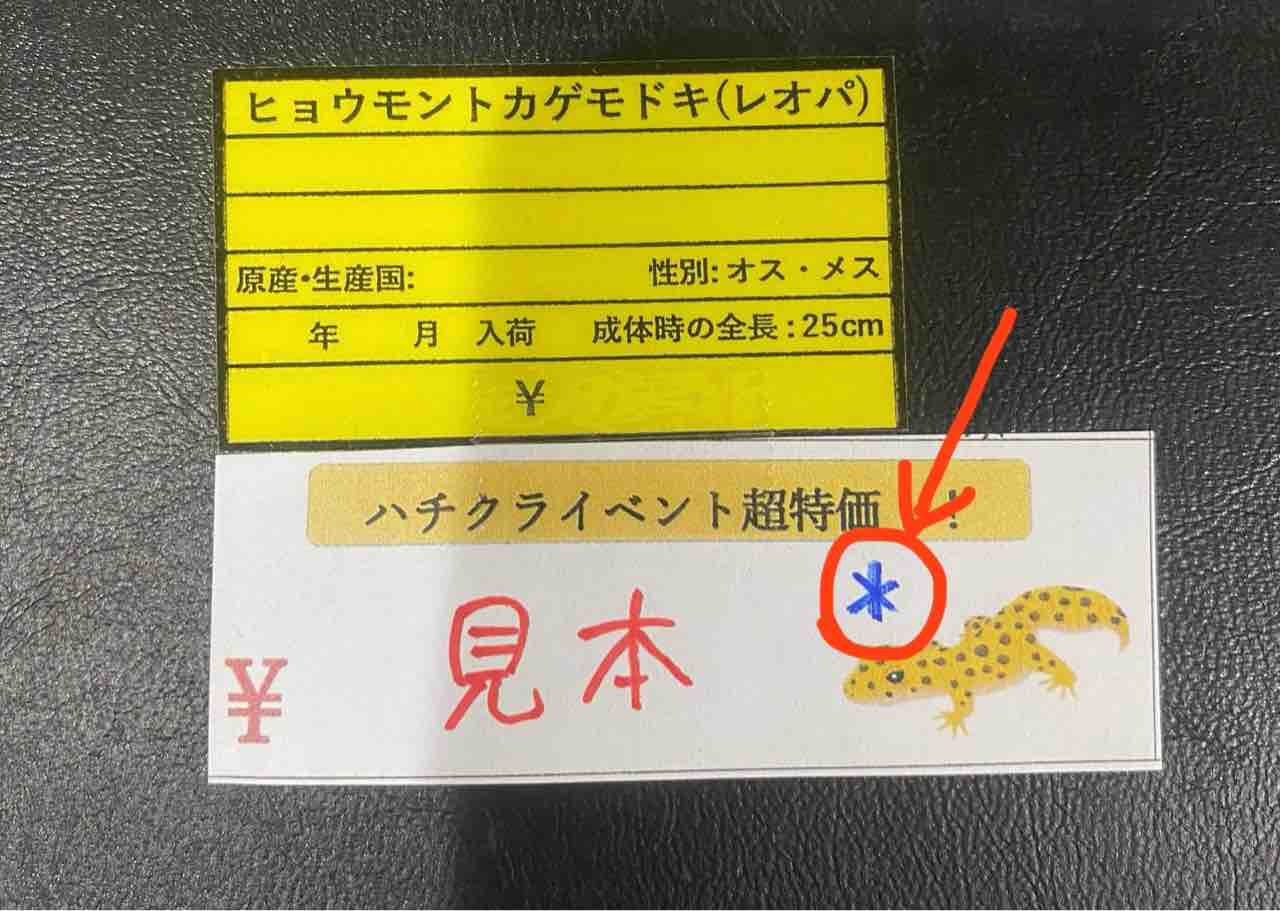 ヒョウモントカゲモドキ(レオパ)
原産・生産国: 性別: オス・メス
年 月 入荷 成体時の全長 : 25cm
¥
ハチクライベント超特価 !
*
見本
¥